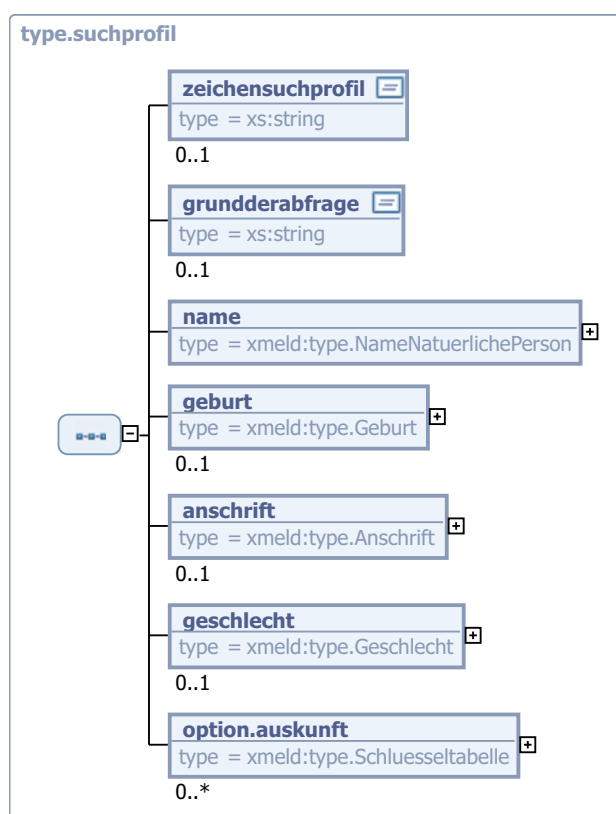 type.suchprofil
zeichensuchprofil
type = xs:string
0..1
grundderabfrage
type = xs:string
0..1
name
type = xmeld:type.NameNatuerlichePerson
geburt
type = xmeld:type.Geburt
0..1
anschrift
type = xmeld:type.Anschrift
0..1
geschlecht
type = xmeld:type.Geschlecht
0..1
option.auskunft
type = xmeld:type.Schluesseltabelle
0..*